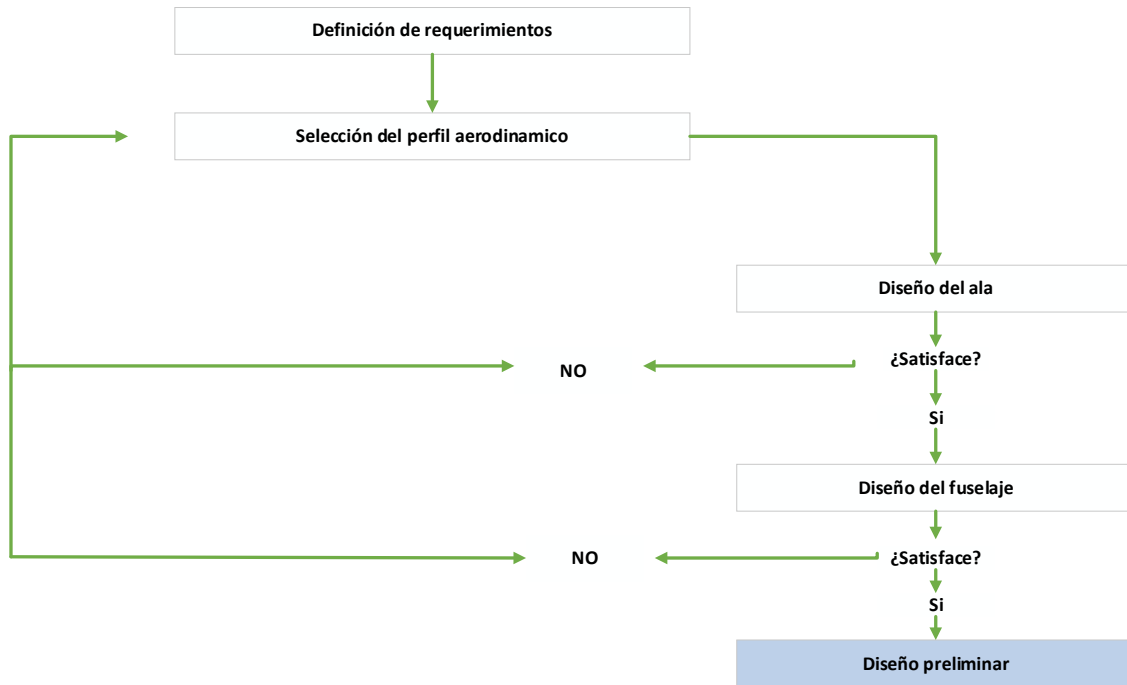 Definición de requerimientos
Selección del perfil aerodinamico
Diseño del ala
¿Satisface?
NO
Si
Diseño del fuselaje
¿Satisface?
NO
Si
Diseño preliminar